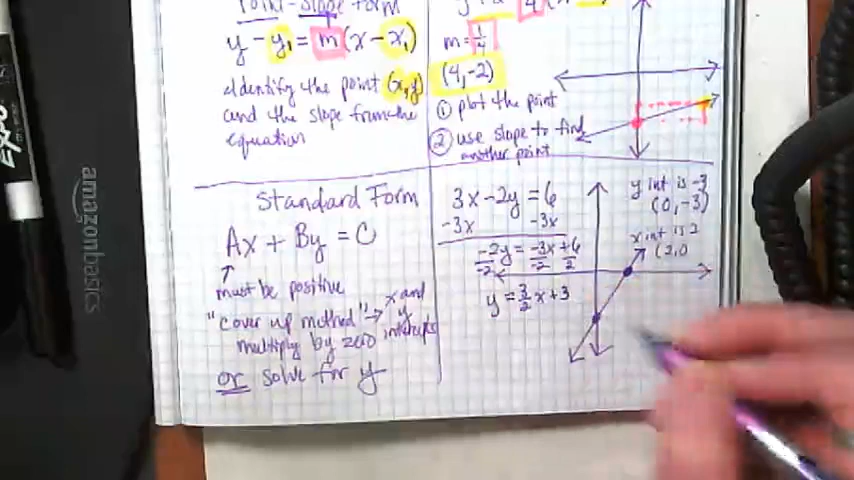 Point-Slope Form
y - y₁ = m(x - x₁)
Identify the point (x, y)
and the slope from the
equation
m = 1/4
(4, -2)
① plot the point
② use slope to find
another point
Standard Form
Ax + By = C
↑
must be positive
"cover up method" → x and y
multiply by zero intercepts
or solve for y
3x - 2y = 6
-3x -3x
-2y = -3x + 6
-2 -2 2
y = 3/2 x + 3
y int is -3
(0, -3)
x int is 2
(2, 0
EXPO
amazonbasics